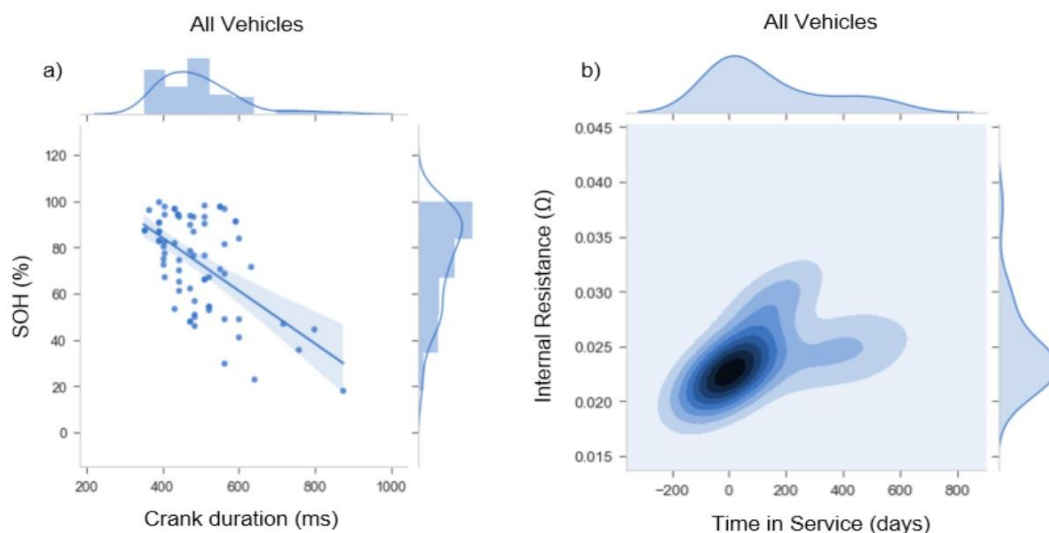 All Vehicles
a)
SOH (%)
120
100
80
60
40
20
0
200 400 600 800 1000
Crank duration (ms)
All Vehicles
b)
Internal Resistance (Ω)
0.045
0.040
0.035
0.030
0.025
0.020
0.015
−200 0 200 400 600 800
Time in Service (days)